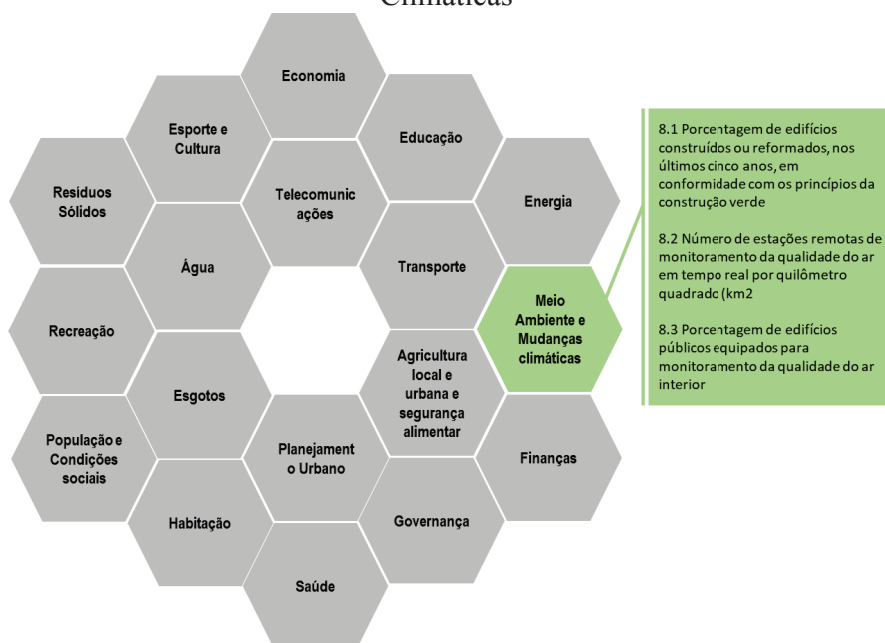 Climáticas
Economia
Esporte e
Cultura
Educação
Resíduos
Sólidos
Telecomunic
ações
Energia
Água
Transporte
Recreação
Meio
Ambiente e
Mudanças
climáticas
Esgotos
Agricultura
local e
urbana e
segurança
alimentar
População e
Condições
sociais
Planejament
o Urbano
Finanças
Habitação
Governança
Saúde
8.1 Porcentagem de edifícios
construídos ou reformados, nos
últimos cinco anos, em
conformidade com os princípios da
construção verde
8.2 Número de estações remotas de
monitoramento da qualidade do ar
em tempo real por quilômetro
quadrado (km2
8.3 Porcentagem de edifícios
públicos equipados para
monitoramento da qualidade do ar
interior